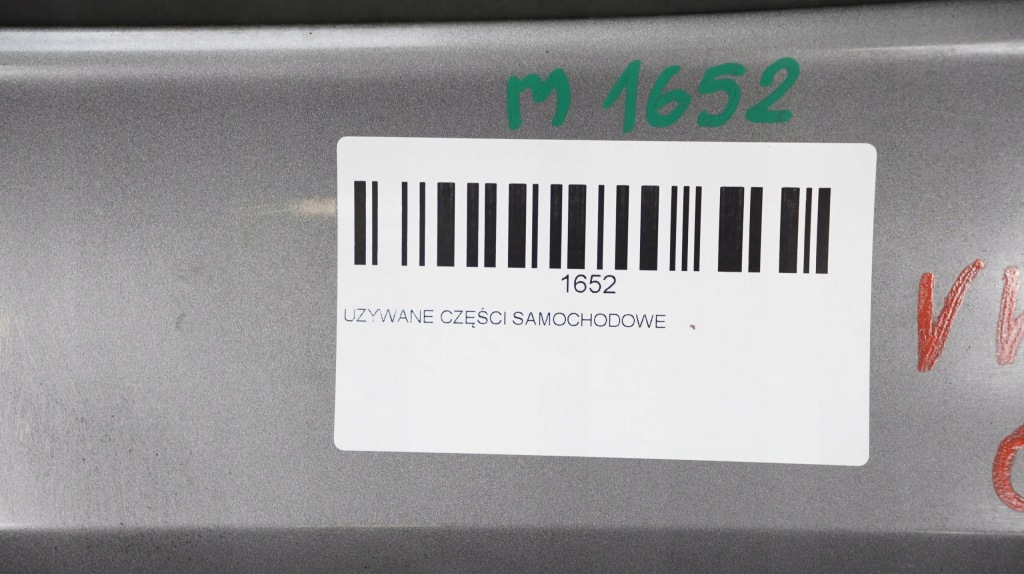 m 1652
1652
UZYWANE CZĘŚCI SAMOCHODOWE
V